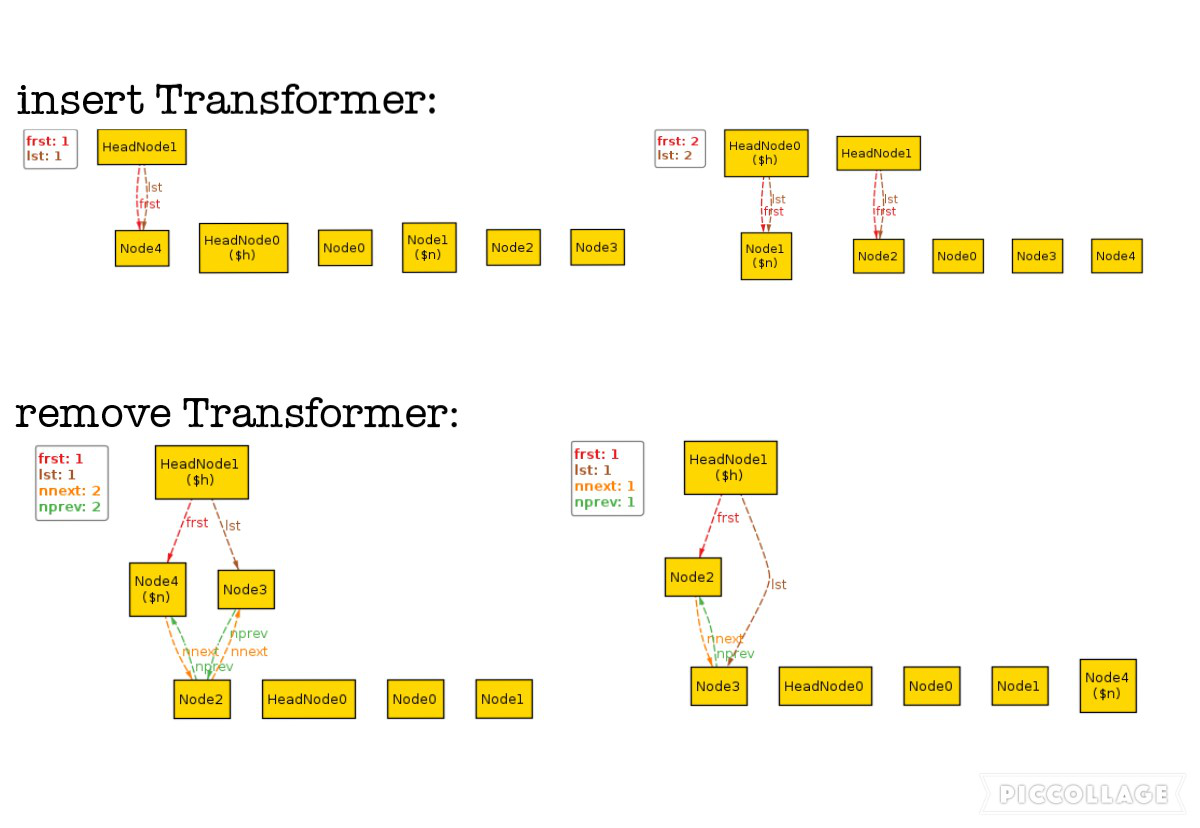 insert Transformer:
frst: 1
lst: 1
HeadNode1
lst
frst
Node4
HeadNode0
($h)
Node0
Node1
($n)
Node2
Node3
frst: 2
lst: 2
HeadNode0
($h)
HeadNode1
lst
frst
lst
frst
Node1
($n)
Node2
Node0
Node3
Node4
remove Transformer:
frst: 1
lst: 1
nnext: 2
nprev: 2
HeadNode1
($h)
frst
lst
Node4
($n)
Node3
nprev
nnext
nnext
nprev
Node2
HeadNode0
Node0
Node1
frst: 1
lst: 1
nnext: 1
nprev: 1
HeadNode1
($h)
frst
Node2
lst
nnext
nprev
Node3
HeadNode0
Node0
Node1
Node4
($n)
PICCOLLAGE